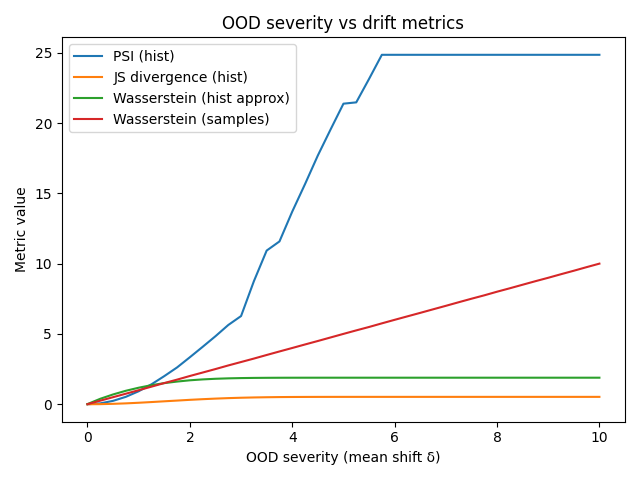 OOD severity vs drift metrics
PSI (hist)
JS divergence (hist)
Wasserstein (hist approx)
Wasserstein (samples)
Metric value
25
20
15
10
5
0
0 2 4 6 8 10
OOD severity (mean shift δ)